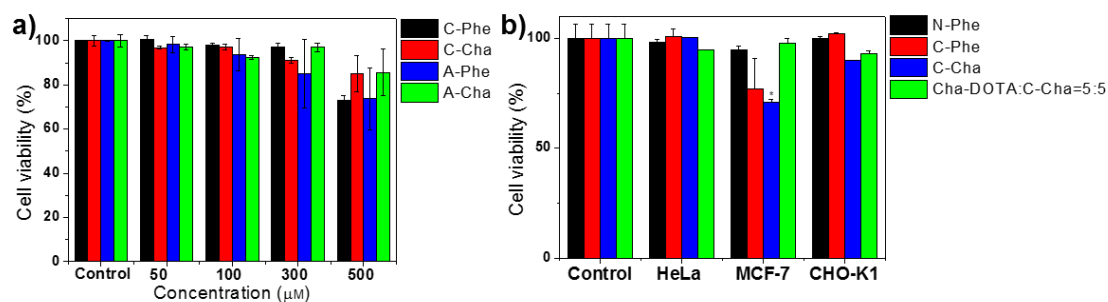 a)
C-Phe
C-Cha
A-Phe
A-Cha
Cell viability (%)
100
80
60
40
20
0
Control 50 100 300 500
Concentration (μM)
b)
N-Phe
C-Phe
C-Cha
Cha-DOTA:C-Cha=5:5
Cell viability (%)
100
50
0
*
Control HeLa MCF-7 CHO-K1